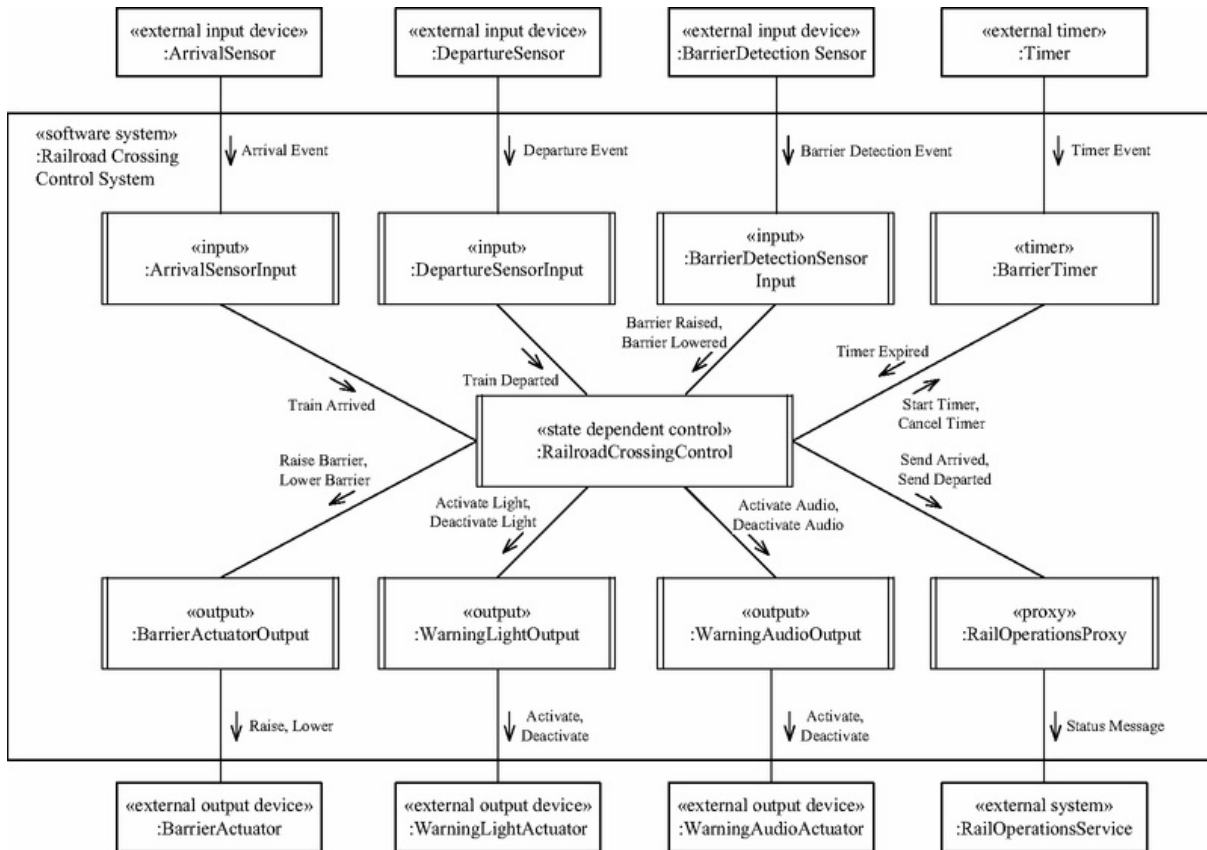 «external input device»
:ArrivalSensor
«external input device»
:DepartureSensor
«external input device»
:BarrierDetection Sensor
«external timer»
:Timer
«software system»
:Railroad Crossing
Control System
Arrival Event
Departure Event
Barrier Detection Event
Timer Event
«input»
:ArrivalSensorInput
«input»
:DepartureSensorInput
«input»
:BarrierDetectionSensor
Input
«timer»
:BarrierTimer
Train Arrived
Train Departed
Barrier Raised,
Barrier Lowered
Timer Expired
Start Timer,
Cancel Timer
«state dependent control»
:RailroadCrossingControl
Raise Barrier,
Lower Barrier
Activate Light,
Deactivate Light
Activate Audio,
Deactivate Audio
Send Arrived,
Send Departed
«output»
:BarrierActuatorOutput
«output»
:WarningLightOutput
«output»
:WarningAudioOutput
«proxy»
:RailOperationsProxy
Raise, Lower
Activate,
Deactivate
Activate,
Deactivate
Status Message
«external output device»
:BarrierActuator
«external output device»
:WarningLightActuator
«external output device»
:WarningAudioActuator
«external system»
:RailOperationsService